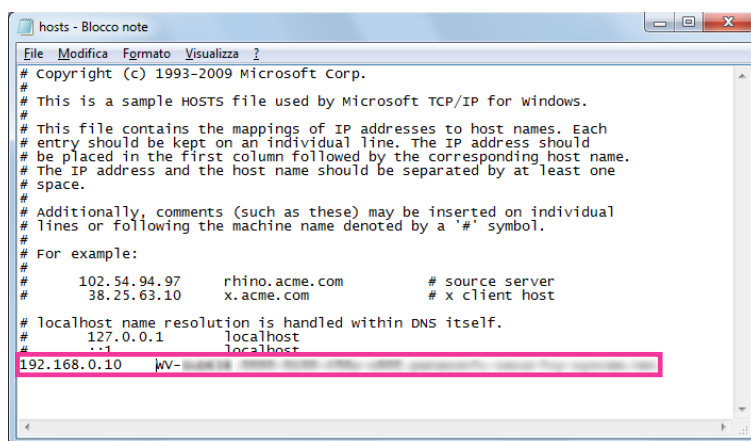 hosts - Blocco note
File Modifica Formato Visualizza ?
# Copyright (c) 1993-2009 Microsoft Corp.
#
# This is a sample HOSTS file used by Microsoft TCP/IP for Windows.
#
# This file contains the mappings of IP addresses to host names. Each
# entry should be kept on an individual line. The IP address should
# be placed in the first column followed by the corresponding host name.
# The IP address and the host name should be separated by at least one
# space.
#
# Additionally, comments (such as these) may be inserted on individual
# lines or following the machine name denoted by a '#' symbol.
#
# For example:
#
# 102.54.94.97 rhino.acme.com # source server
# 38.25.63.10 x.acme.com # x client host
# localhost name resolution is handled within DNS itself.
# 127.0.0.1 localhost
# ::1 localhost
192.168.0.10 WV-